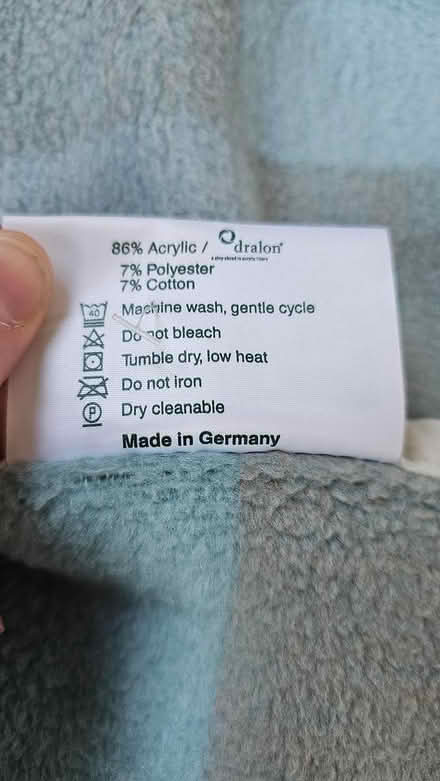 86% Acrylic / dralon®
7% Polyester
7% Cotton
40 Machine wash, gentle cycle
Do not bleach
Tumble dry, low heat
Do not iron
P Dry cleanable
Made in Germany